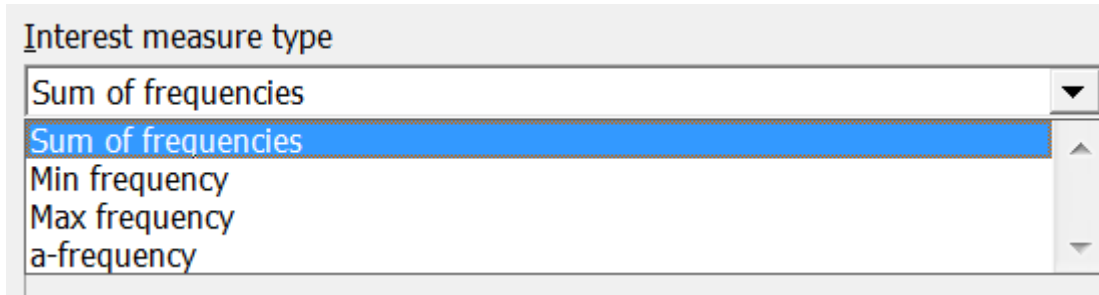 Interest measure type
Sum of frequencies
Sum of frequencies
Min frequency
Max frequency
a-frequency